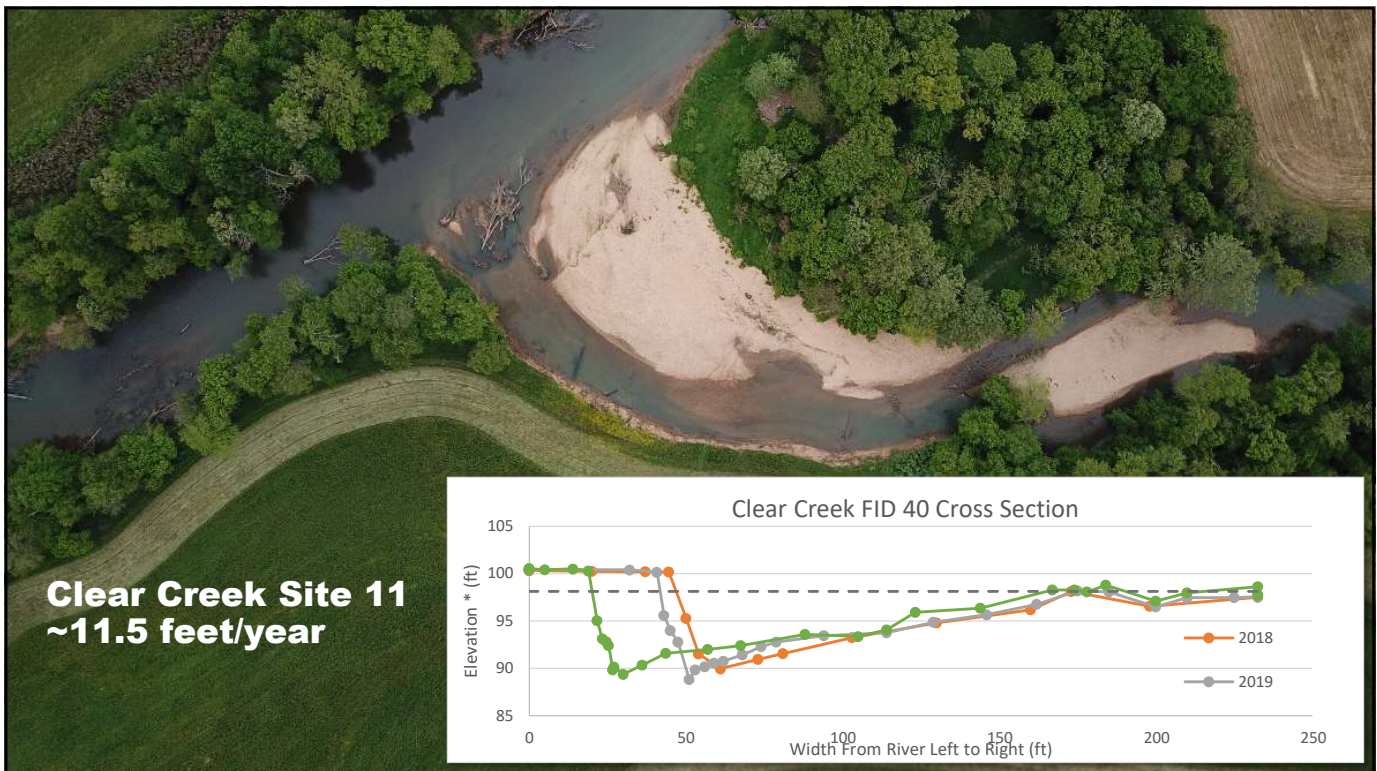 Clear Creek Site 11
~11.5 feet/year
Clear Creek FID 40 Cross Section
Elevation * (ft)
105
100
95
90
85
0
50
100
150
200
250
Width From River Left to Right (ft)
2018
2019